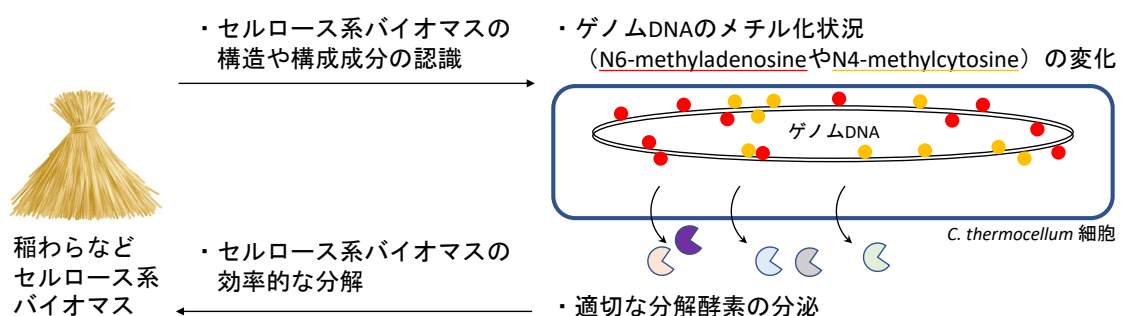 ・セルロース系バイオマスの
構造や構成成分の認識
・ゲノムDNAのメチル化状況
（N6-methyladenosineやN4-methylcytosine）の変化
ゲノムDNA
C. thermocellum 細胞
稲わらなど
セルロース系
バイオマス
・セルロース系バイオマスの
効率的な分解
・適切な分解酵素の分泌